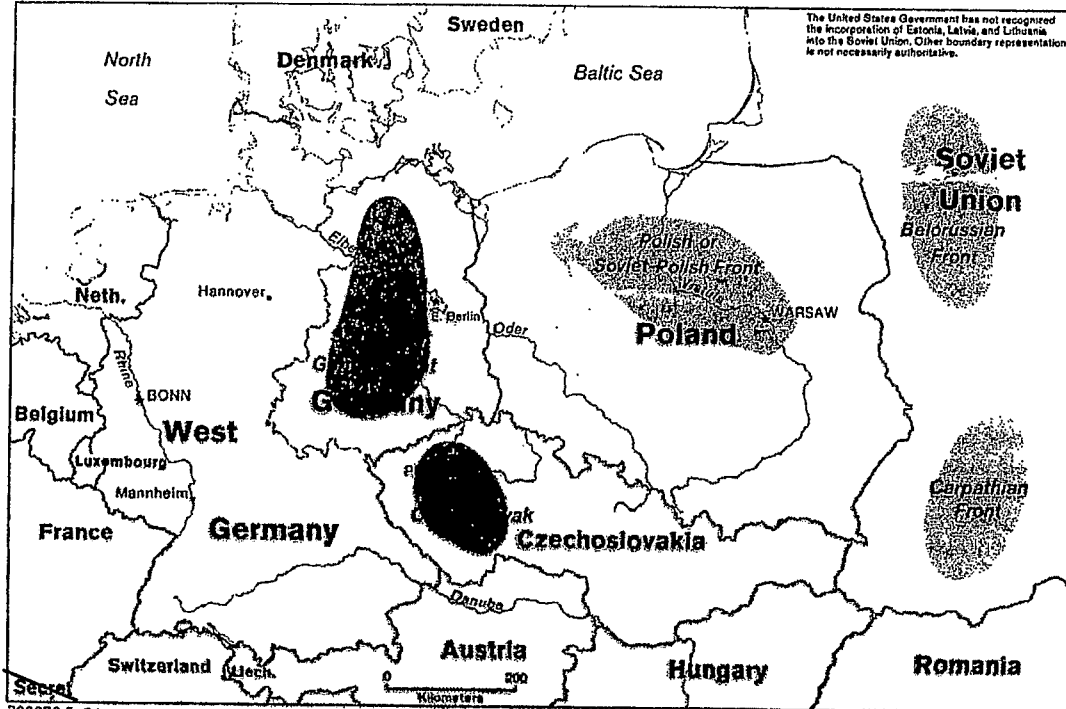 The United States Government has not recognized
the incorporation of Estonia, Latvia, and Lithuania
into the Soviet Union. Other boundary representation
is not necessarily authoritative.
Sweden
North
Sea
Denmark
Baltic Sea
Soviet
Union
Belorussian
Front
Polish or
Soviet-Polish Front
Elbe
Neth.
Hannover
E. Berlin
Oder
WARSAW
Poland
Rhine
BONN
Belgium
West
Luxembourg
Mannheim
France
Germany
Czechoslovakia
Carpathian
Front
Danube
Austria
Hungary
Romania
Switzerland
Liech.
0 200
Kilometers
Secret